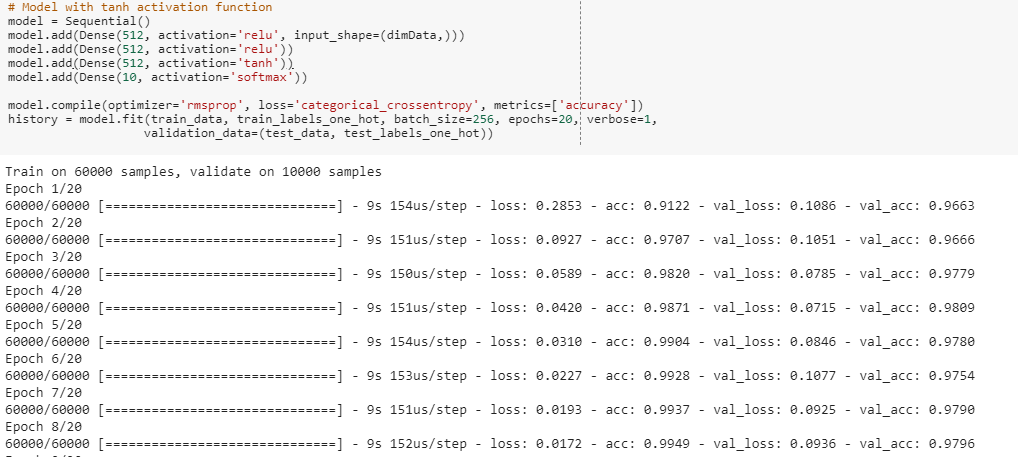 # Model with tanh activation function
model = Sequential()
model.add(Dense(512, activation='relu', input_shape=(dimData,)))
model.add(Dense(512, activation='relu'))
model.add(Dense(512, activation='tanh'))
model.add(Dense(10, activation='softmax'))
model.compile(optimizer='rmsprop', loss='categorical_crossentropy', metrics=['accuracy'])
history = model.fit(train_data, train_labels_one_hot, batch_size=256, epochs=20, verbose=1,
validation_data=(test_data, test_labels_one_hot))
Train on 60000 samples, validate on 10000 samples
Epoch 1/20
60000/60000 [==============================] - 9s 154us/step - loss: 0.2853 - acc: 0.9122 - val_loss: 0.1086 - val_acc: 0.9663
Epoch 2/20
60000/60000 [==============================] - 9s 151us/step - loss: 0.0927 - acc: 0.9707 - val_loss: 0.1051 - val_acc: 0.9666
Epoch 3/20
60000/60000 [==============================] - 9s 150us/step - loss: 0.0589 - acc: 0.9820 - val_loss: 0.0785 - val_acc: 0.9779
Epoch 4/20
60000/60000 [==============================] - 9s 151us/step - loss: 0.0420 - acc: 0.9871 - val_loss: 0.0715 - val_acc: 0.9809
Epoch 5/20
60000/60000 [==============================] - 9s 154us/step - loss: 0.0310 - acc: 0.9904 - val_loss: 0.0846 - val_acc: 0.9780
Epoch 6/20
60000/60000 [==============================] - 9s 153us/step - loss: 0.0227 - acc: 0.9928 - val_loss: 0.1077 - val_acc: 0.9754
Epoch 7/20
60000/60000 [==============================] - 9s 151us/step - loss: 0.0193 - acc: 0.9937 - val_loss: 0.0925 - val_acc: 0.9790
Epoch 8/20
60000/60000 [==============================] - 9s 152us/step - loss: 0.0172 - acc: 0.9949 - val_loss: 0.0936 - val_acc: 0.9796